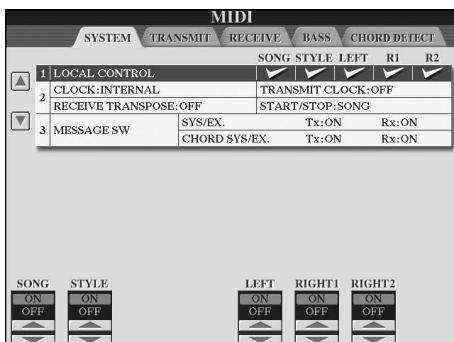 MIDI
SYSTEM TRANSMIT RECEIVE BASS CHORD DETECT
SONG STYLE LEFT R1 R2
1 LOCAL CONTROL
2 CLOCK:INTERNAL TRANSMIT CLOCK:OFF
RECEIVE TRANSPOSE:OFF START/STOP:SONG
3 MESSAGE SW SYS/EX. Tx:ON Rx:ON
CHORD SYS/EX. Tx:ON Rx:ON
SONG STYLE LEFT RIGHT1 RIGHT2
ON ON ON ON ON
OFF OFF OFF OFF OFF